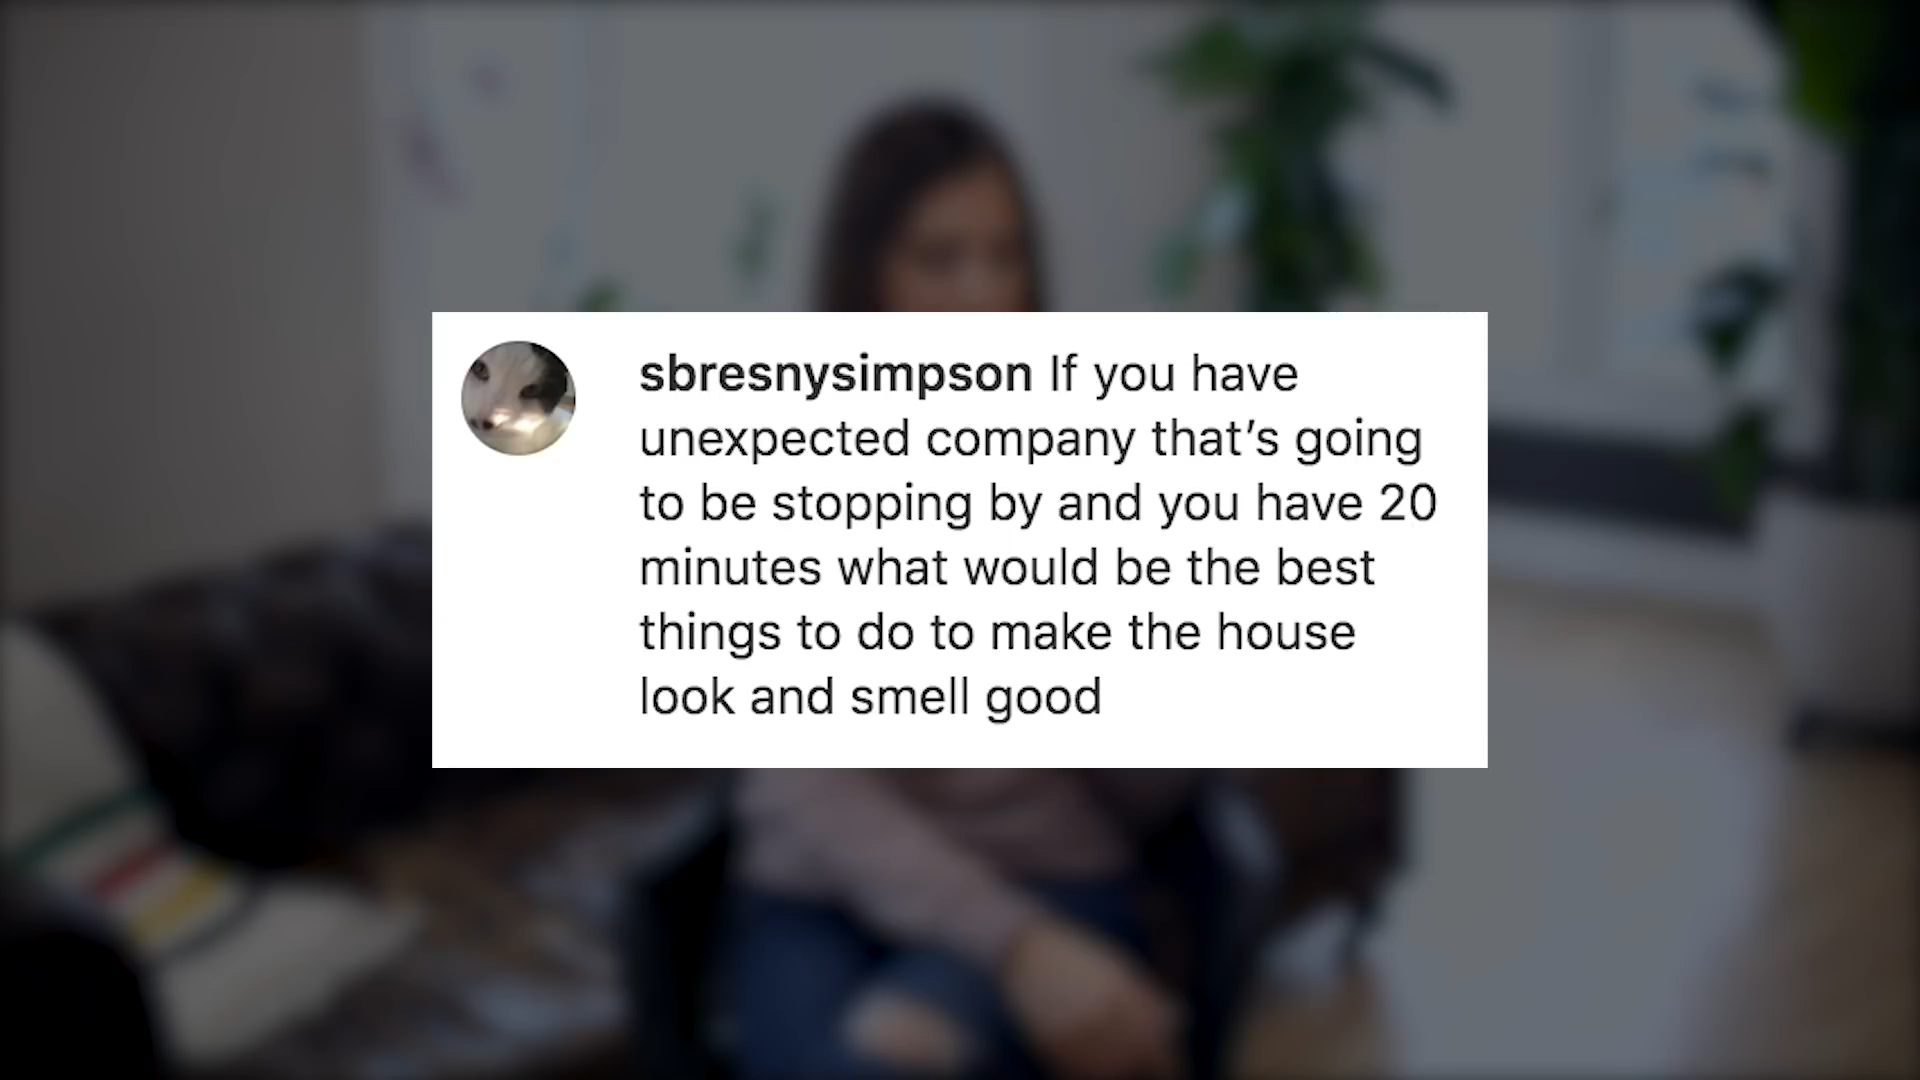 sbresnysimpson If you have
unexpected company that’s going
to be stopping by and you have 20
minutes what would be the best
things to do to make the house
look and smell good